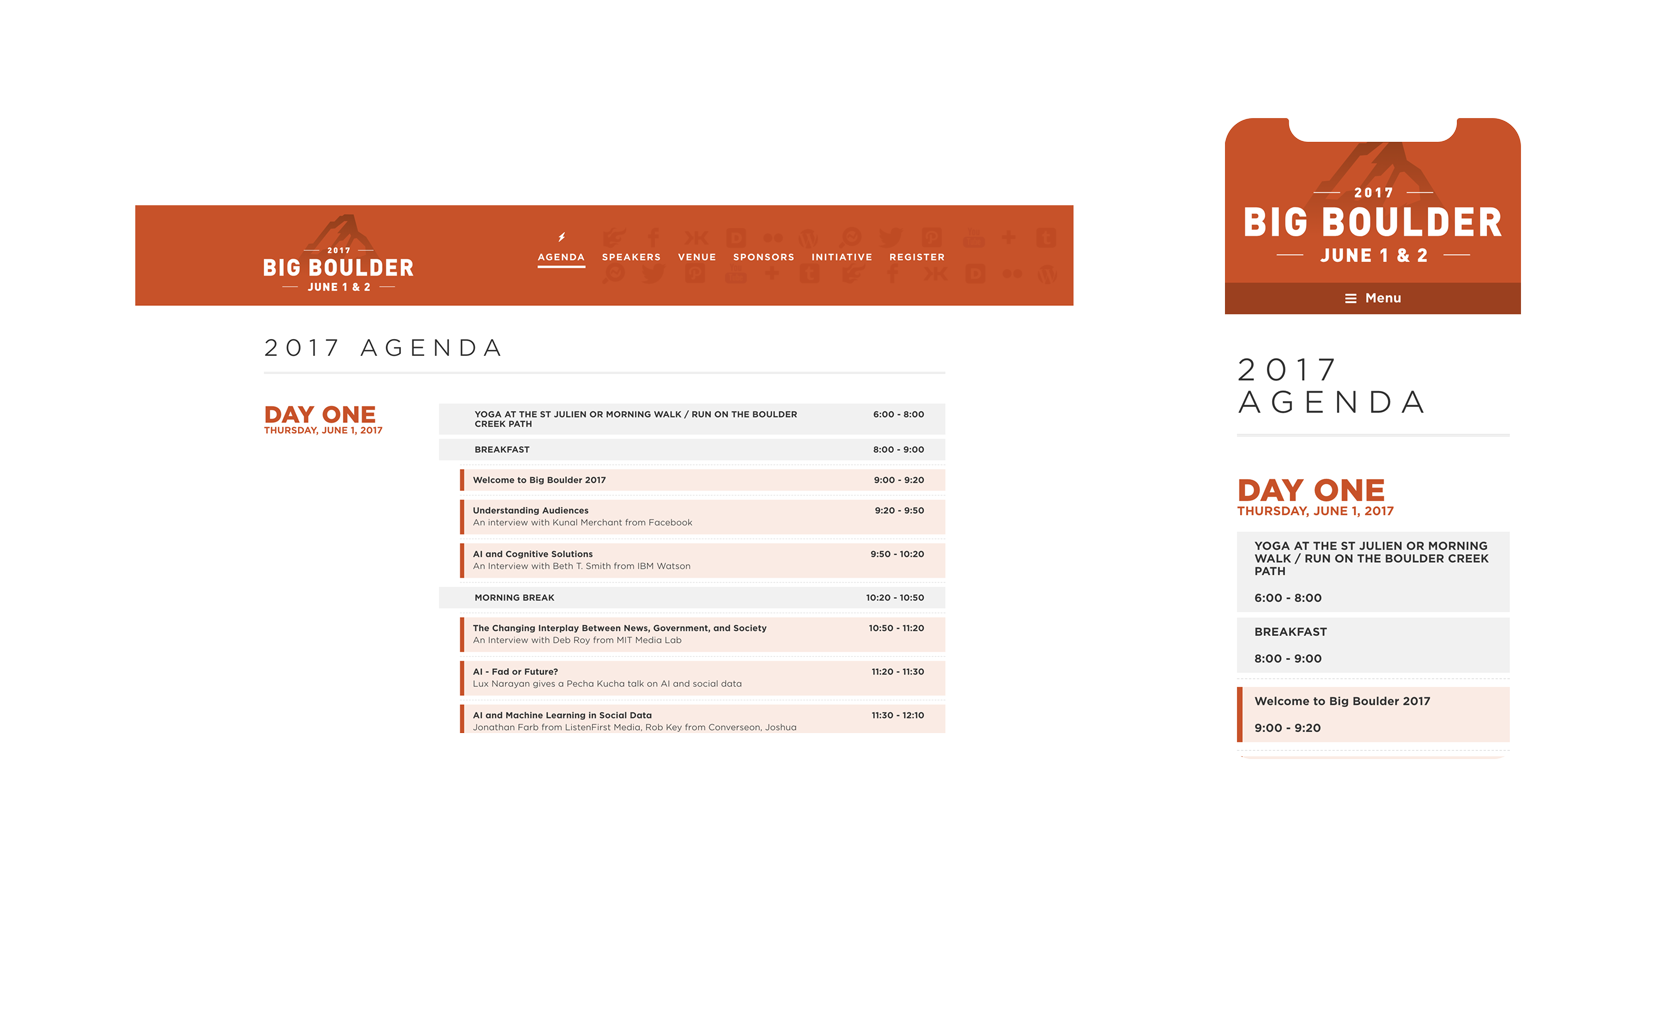 2017
BIG BOULDER
JUNE 1 & 2
AGENDA SPEAKERS VENUE SPONSORS INITIATIVE REGISTER
2017 AGENDA
DAY ONE
THURSDAY, JUNE 1, 2017
YOGA AT THE ST JULIEN OR MORNING WALK / RUN ON THE BOULDER 6:00 - 8:00
CREEK PATH
BREAKFAST 8:00 - 9:00
Welcome to Big Boulder 2017 9:00 - 9:20
Understanding Audiences 9:20 - 9:50
An interview with Kunal Merchant from Facebook
AI and Cognitive Solutions 9:50 - 10:20
An Interview with Beth T. Smith from IBM Watson
MORNING BREAK 10:20 - 10:50
The Changing Interplay Between News, Government, and Society 10:50 - 11:20
An Interview with Deb Roy from MIT Media Lab
AI - Fad or Future? 11:20 - 11:30
Lux Narayan gives a Pecha Kucha talk on AI and social data
AI and Machine Learning in Social Data 11:30 - 12:10
Jonathan Farb from ListenFirst Media, Rob Key from Converseon, Joshua
2017
BIG BOULDER
JUNE 1 & 2
Menu
2017
AGENDA
DAY ONE
THURSDAY, JUNE 1, 2017
YOGA AT THE ST JULIEN OR MORNING
WALK / RUN ON THE BOULDER CREEK
PATH
6:00 - 8:00
BREAKFAST
8:00 - 9:00
Welcome to Big Boulder 2017
9:00 - 9:20